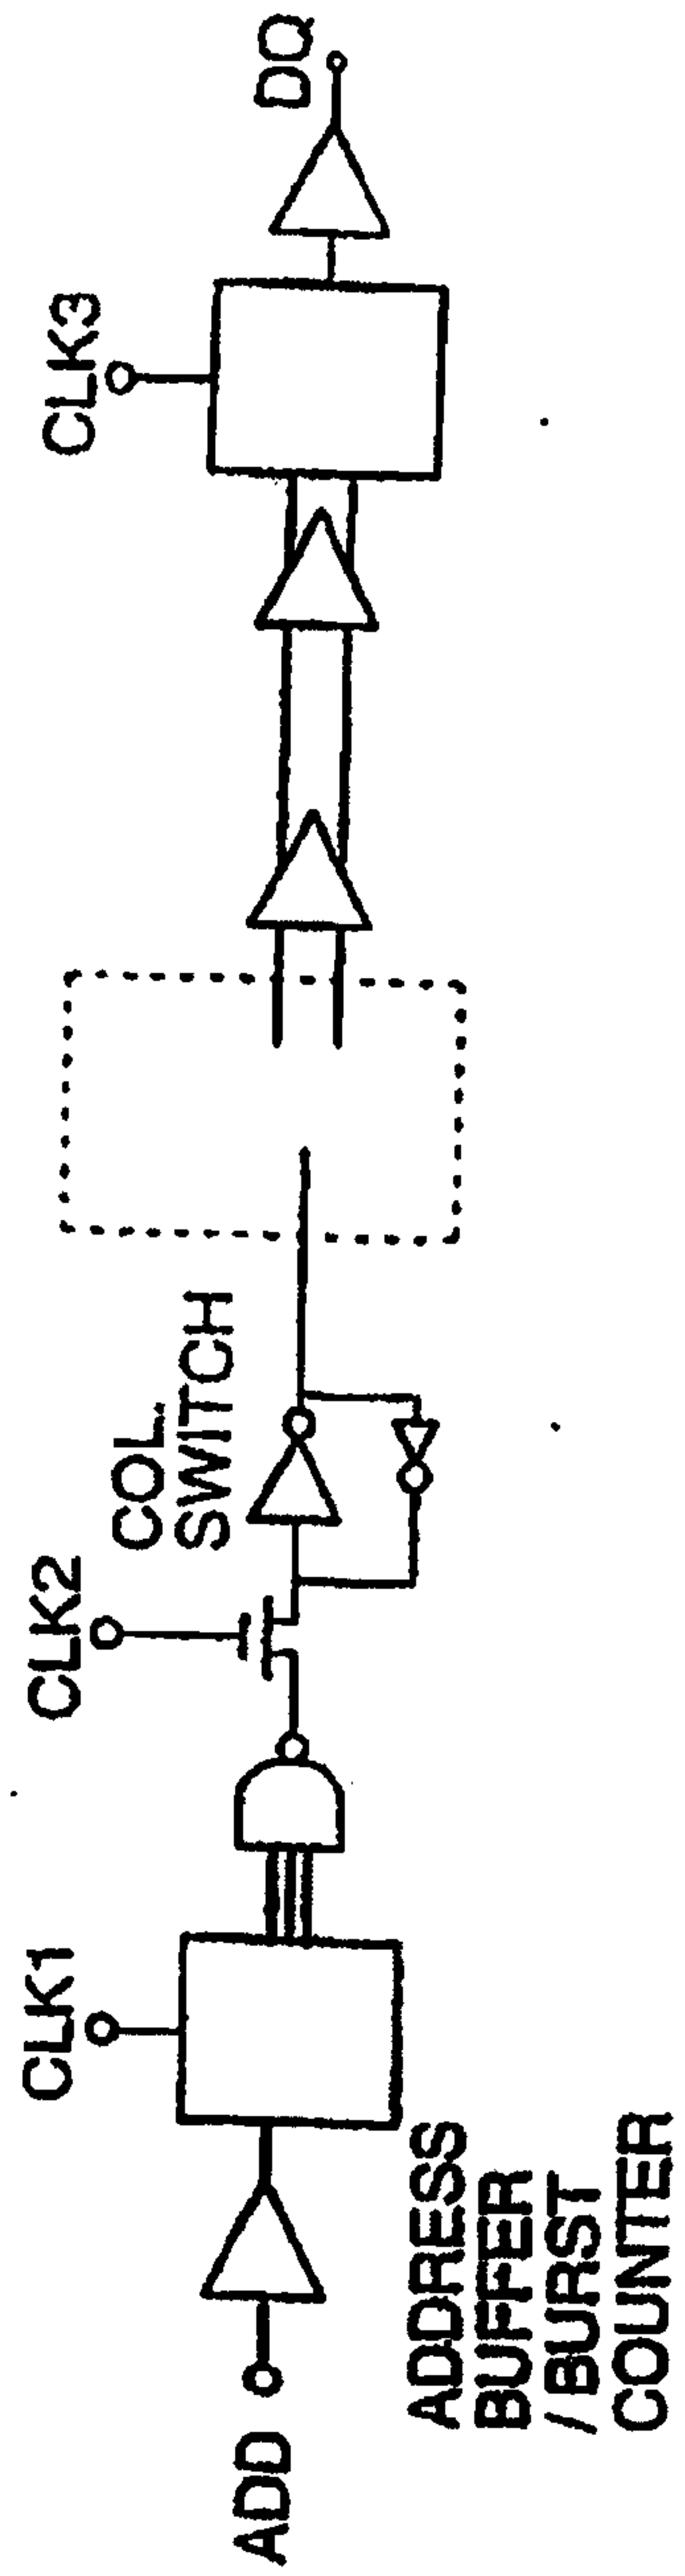 ADD
ADDRESS
BUFFER
/ BURST
COUNTER
CLK1
CLK2
COL.
SWITCH
CLK3
DQ